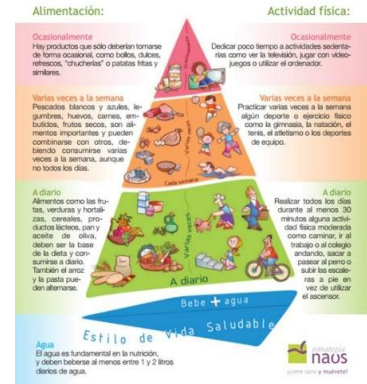 Alimentación:
Actividad física:
Ocasionalmente
Hay productos que sólo deberían tomarse
de forma ocasional, como bollos, dulces,
refrescos, "chucherías" o patatas fritas y
similares.
Ocasionalmente
Dedicar poco tiempo a actividades sedenta-
rias como ver la televisión, jugar con video-
juegos o utilizar el ordenador.
Varias veces a la semana
Pescados blancos y azules, le-
gumbres, huevos, carnes, em-
butidos, frutos secos, son ali-
mentos importantes y pueden
combinarse con otros, de-
biendo consumirse varias
veces a la semana, aunque
no todos los días.
Varias veces a la semana
Practicar varias veces a la semana
algún deporte o ejercicio físico
como la gimnasia, la natación, el
tenis, el atletismo o los deportes
de equipo.
Varias veces
Cada semana
A diario
Alimentos como las fru-
tas, verduras y hortali-
zas, cereales, pro-
ductos lácteos, pan y
aceite de oliva,
deben ser la base
de la dieta y con-
sumirse a diario.
También el arroz
y la pasta pue-
den alternarse.
A diario
Realizar todos los días
durante al menos 30
minutos alguna activi-
dad física moderada
como caminar, ir al
trabajo o al colegio
andando, sacar a
pasear al perro o
subir las escale-
ras a pie en
vez de utilizar
el ascensor.
Varias veces
A diario
Bebe + agua
Estilo de Vida Saludable
Agua
El agua es fundamental en la nutrición,
y deben beberse al menos entre 1 y 2 litros
diarios de agua.
estrategia
naos
¡come sano y muévete!